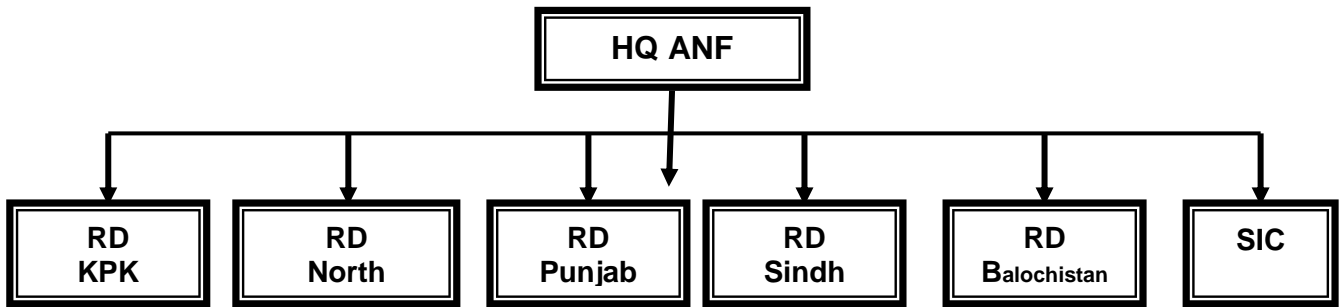 HQ ANF
RD
KPK
RD
North
RD
Punjab
RD
Sindh
RD
Balochistan
SIC